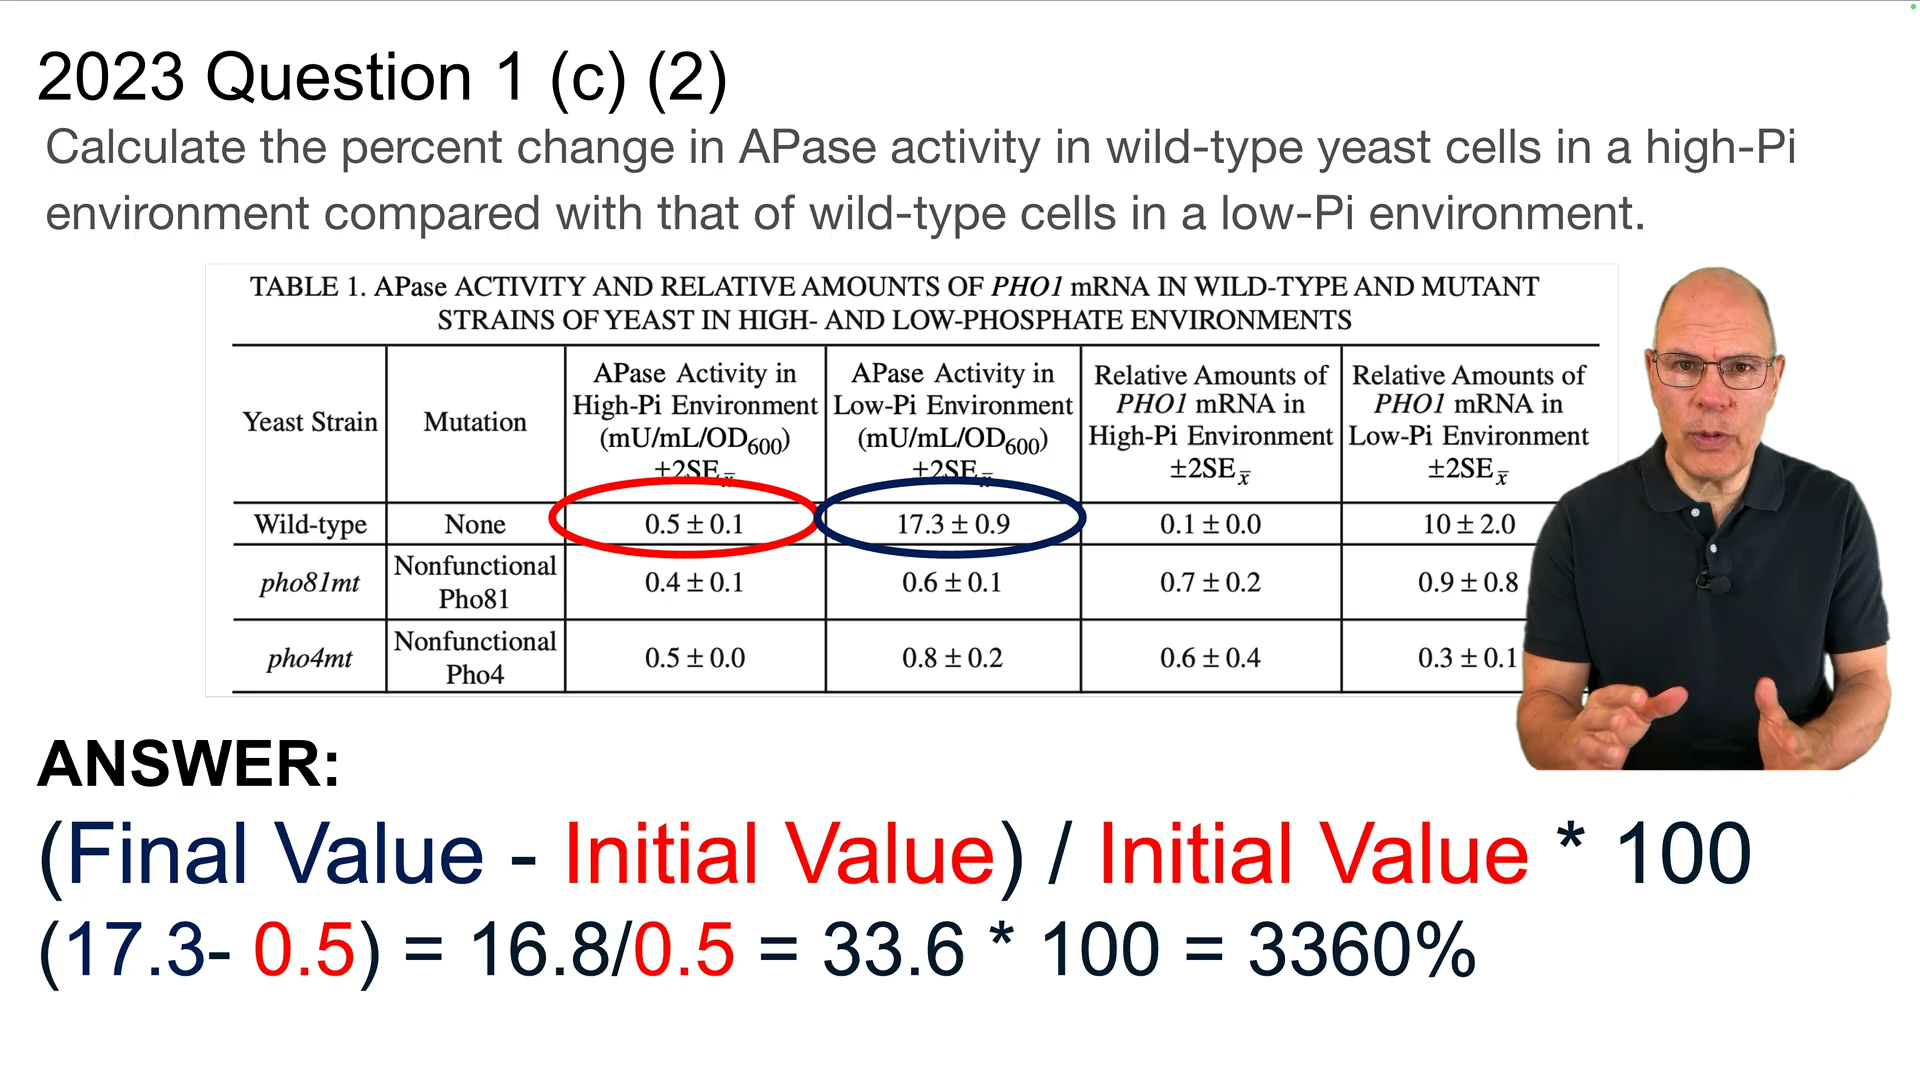 2023 Question 1 (c) (2)
Calculate the percent change in APase activity in wild-type yeast cells in a high-Pi
environment compared with that of wild-type cells in a low-Pi environment.
TABLE 1. APase ACTIVITY AND RELATIVE AMOUNTS OF PHO1 mRNA IN WILD-TYPE AND MUTANT
STRAINS OF YEAST IN HIGH- AND LOW-PHOSPHATE ENVIRONMENTS
Yeast Strain
Mutation
APase Activity in
High-Pi Environment
(mU/mL/OD600)
±2SEx̄
APase Activity in
Low-Pi Environment
(mU/mL/OD600)
±2SEx̄
Relative Amounts of
PHO1 mRNA in
High-Pi Environment
±2SEx̄
Relative Amounts of
PHO1 mRNA in
Low-Pi Environment
±2SEx̄
Wild-type None 0.5 ± 0.1 17.3 ± 0.9 0.1 ± 0.0 10 ± 2.0
pho81mt Nonfunctional Pho81 0.4 ± 0.1 0.6 ± 0.1 0.7 ± 0.2 0.9 ± 0.8
pho4mt Nonfunctional Pho4 0.5 ± 0.0 0.8 ± 0.2 0.6 ± 0.4 0.3 ± 0.1
ANSWER:
(Final Value - Initial Value) / Initial Value * 100
(17.3- 0.5) = 16.8/0.5 = 33.6 * 100 = 3360%